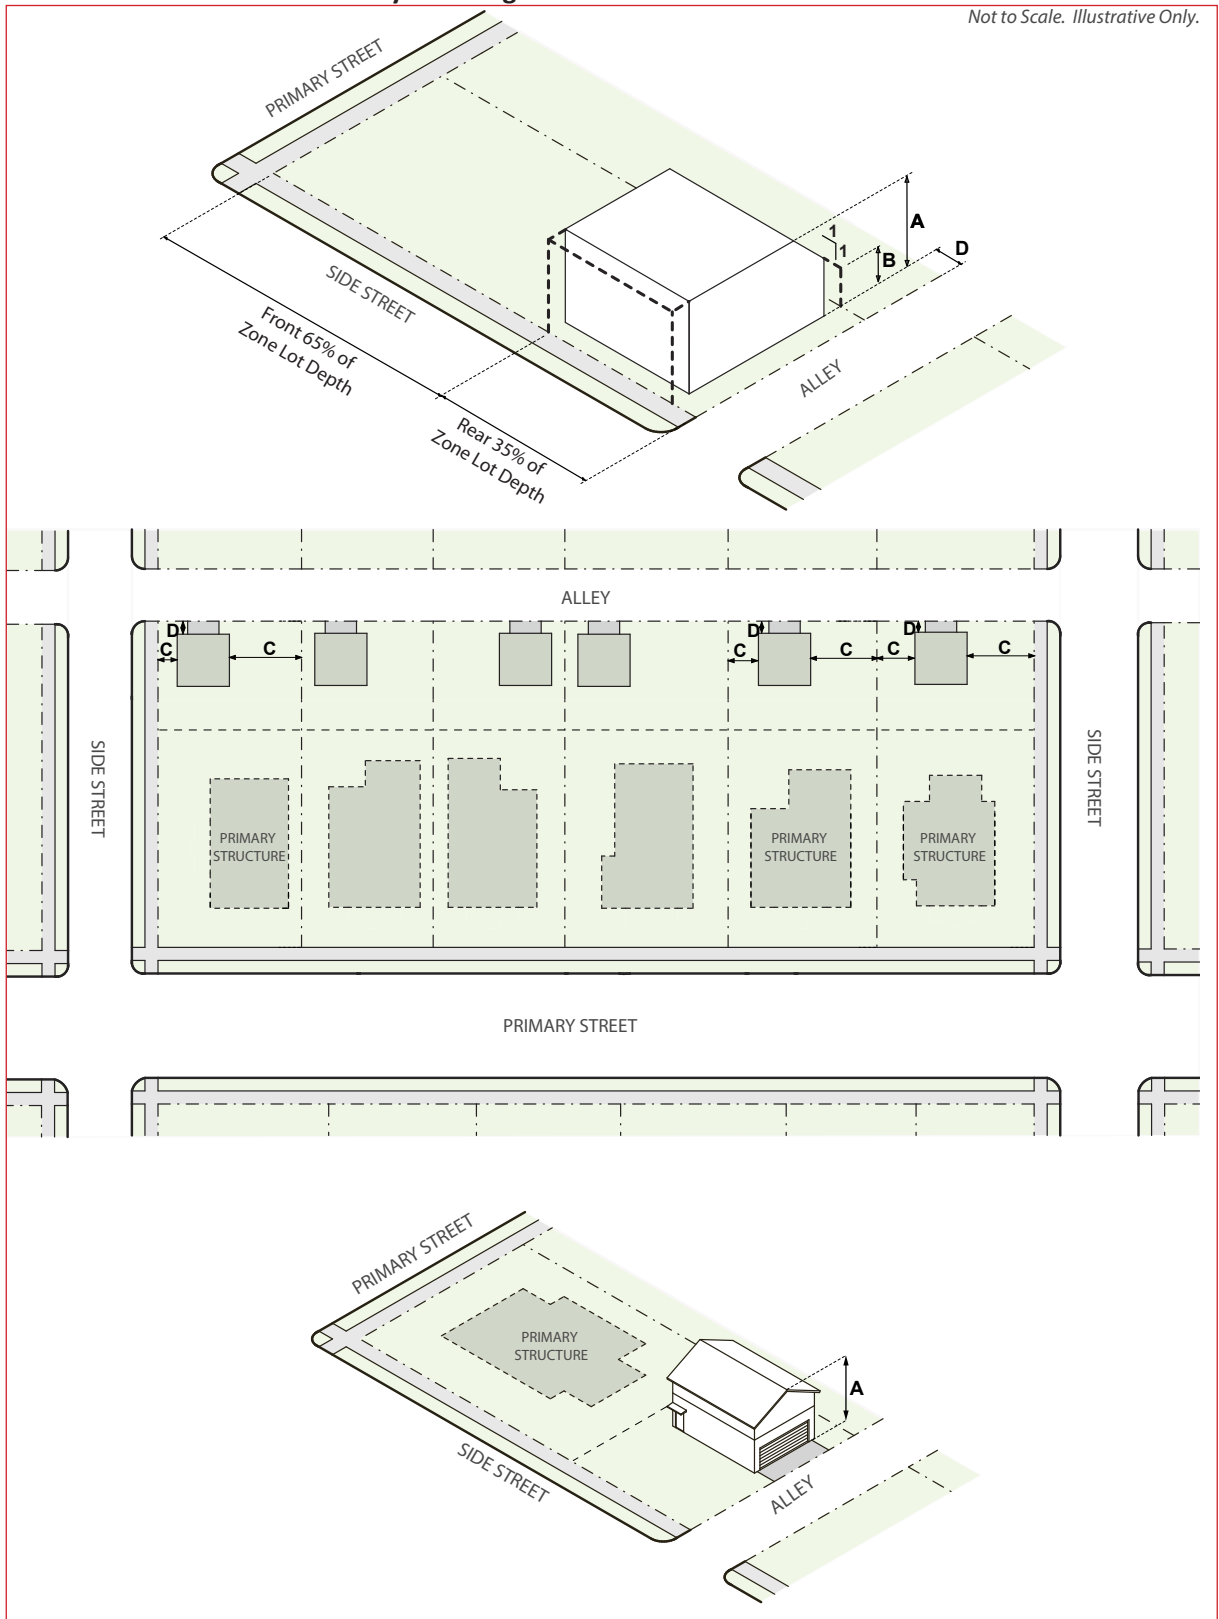 Not to Scale. Illustrative Only.
PRIMARY STREET
A
1
1
B
D
SIDE STREET
Front 65% of
Zone Lot Depth
ALLEY
Rear 35% of
Zone Lot Depth
ALLEY
D
D
D
C
C
C
C
C
C
SIDE STREET
SIDE STREET
PRIMARY
STRUCTURE
PRIMARY
STRUCTURE
PRIMARY
STRUCTURE
PRIMARY STREET
PRIMARY STREET
PRIMARY
STRUCTURE
A
SIDE STREET
ALLEY